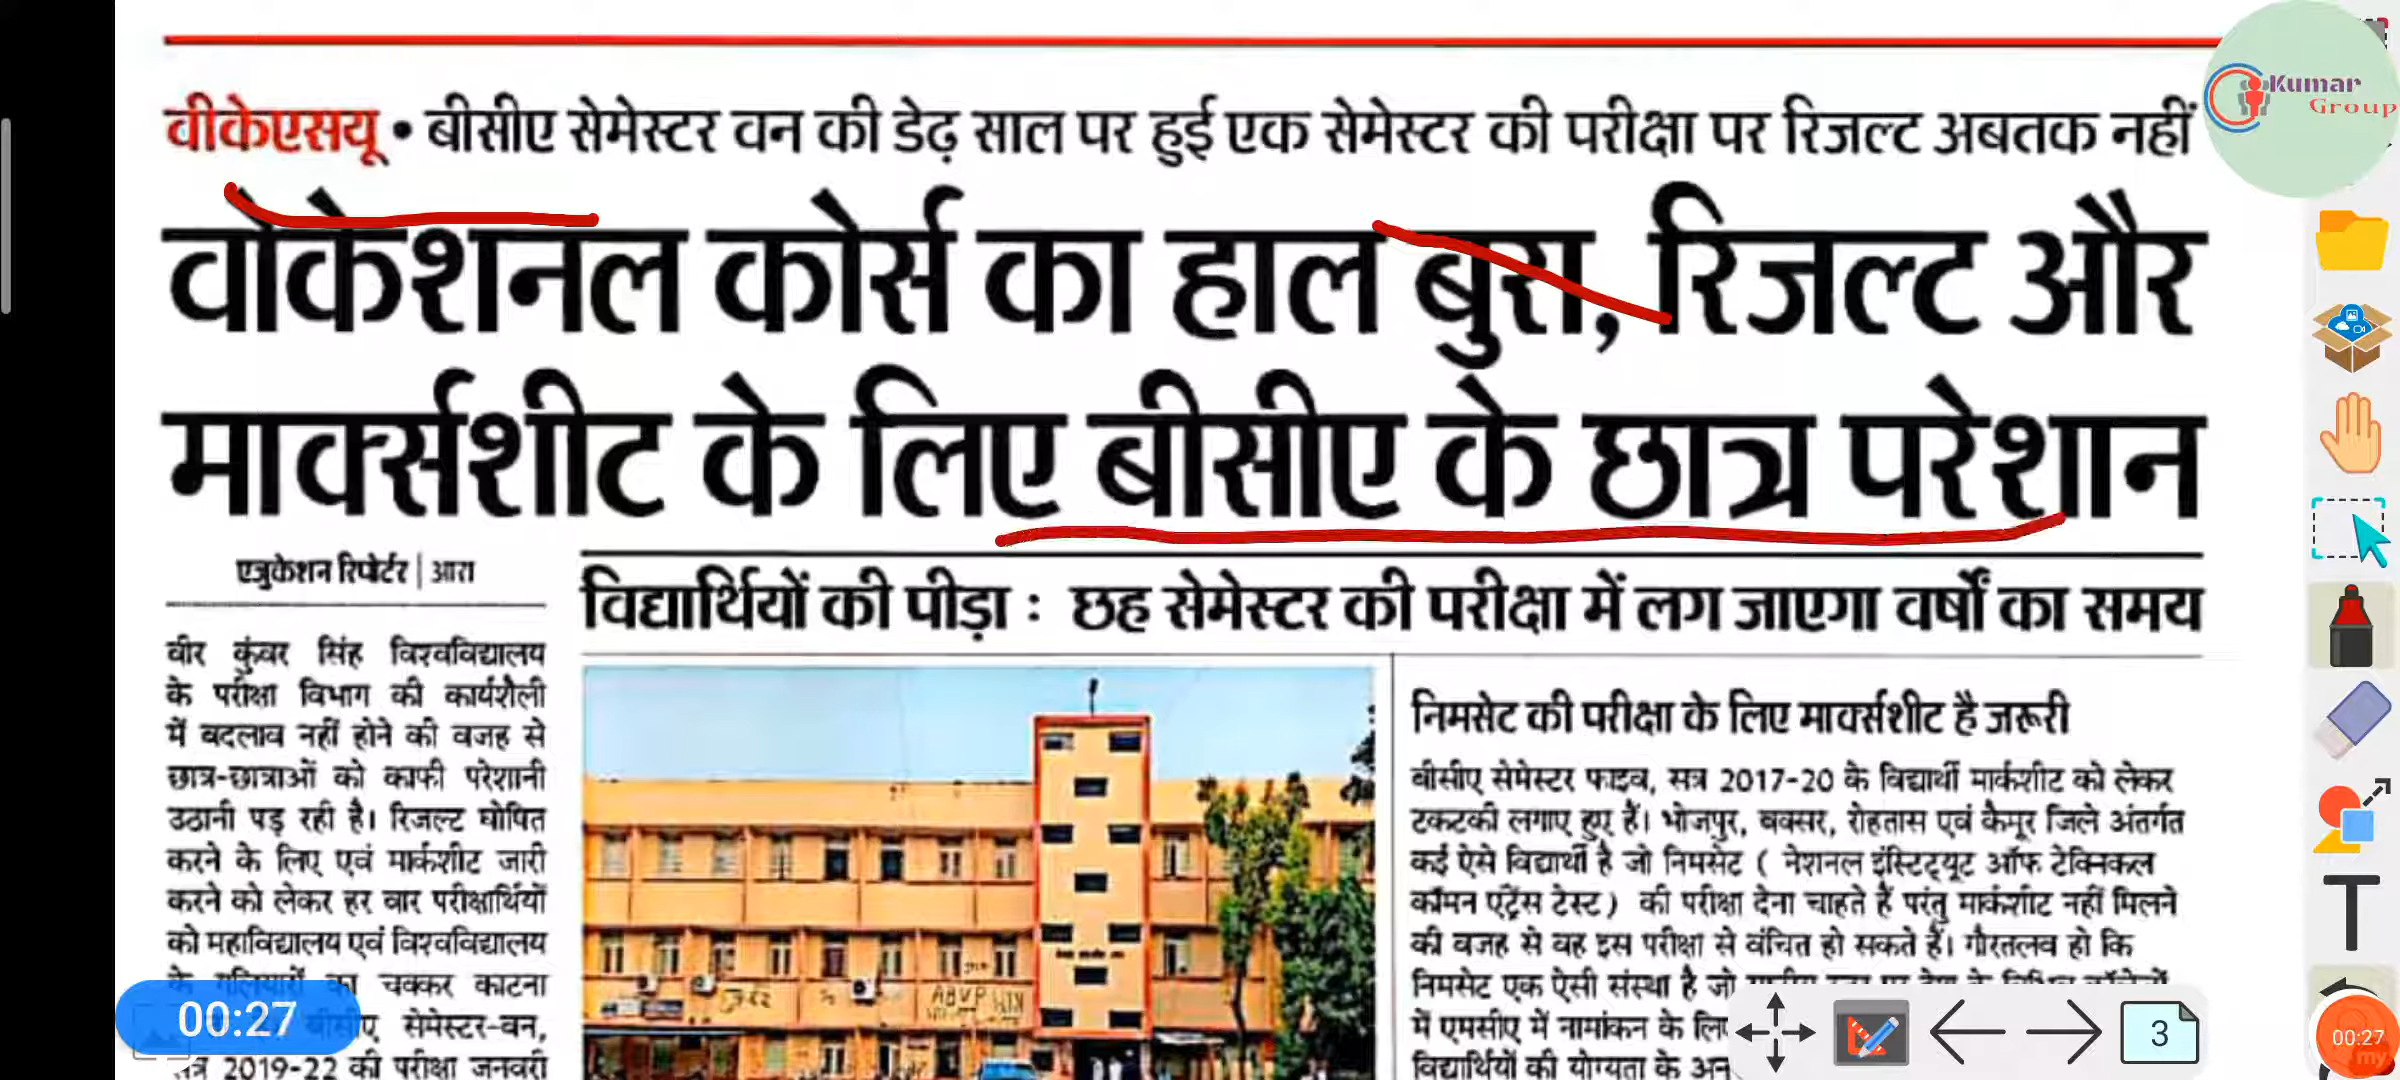 वीकेएसयू • बीसीए सेमेस्टर वन की डेढ़ साल पर हुई एक सेमेस्टर की परीक्षा पर रिजल्ट अबतक नहीं
Kumar
Group
वोकेशनल कोर्स का हाल बुरा, रिजल्ट और
मार्क्सशीट के लिए बीसीए के छात्र परेशान
एजुकेशन रिपोर्टर | आरा
विद्यार्थियों की पीड़ा : छह सेमेस्टर की परीक्षा में लग जाएगा वर्षों का समय
वीर कुंवर सिंह विश्वविद्यालय
के परीक्षा विभाग की कार्यशैली
में बदलाव नहीं होने की वजह से
छात्र-छात्राओं को काफी परेशानी
उठानी पड़ रही है। रिजल्ट घोषित
करने के लिए एवं मार्कशीट जारी
करने को लेकर हर बार परीक्षार्थियों
को महाविद्यालय एवं विश्वविद्यालय
के गलियारों का चक्कर काटना
सेमेस्टर-वन,
2019-22 की परीक्षा जनवरी
ABVP
निमसेट की परीक्षा के लिए मार्क्सशीट है जरूरी
बीसीए सेमेस्टर फाइव, सत्र 2017-20 के विद्यार्थी मार्कशीट को लेकर
टकटकी लगाए हुए हैं। भोजपुर, बक्सर, रोहतास एवं कैमूर जिले अंतर्गत
कई ऐसे विद्यार्थी है जो निमसेट ( नेशनल इंस्टिट्यूट ऑफ टेक्निकल
कॉमन एंट्रेंस टेस्ट) की परीक्षा देना चाहते हैं परंतु मार्कशीट नहीं मिलने
की वजह से वह इस परीक्षा से वंचित हो सकते हैं। गौरतलब हो कि
निमसेट एक ऐसी संस्था है जो
में एमसीए में नामांकन के
विद्यार्थियों की योग्यता के
00:27
3
00:27